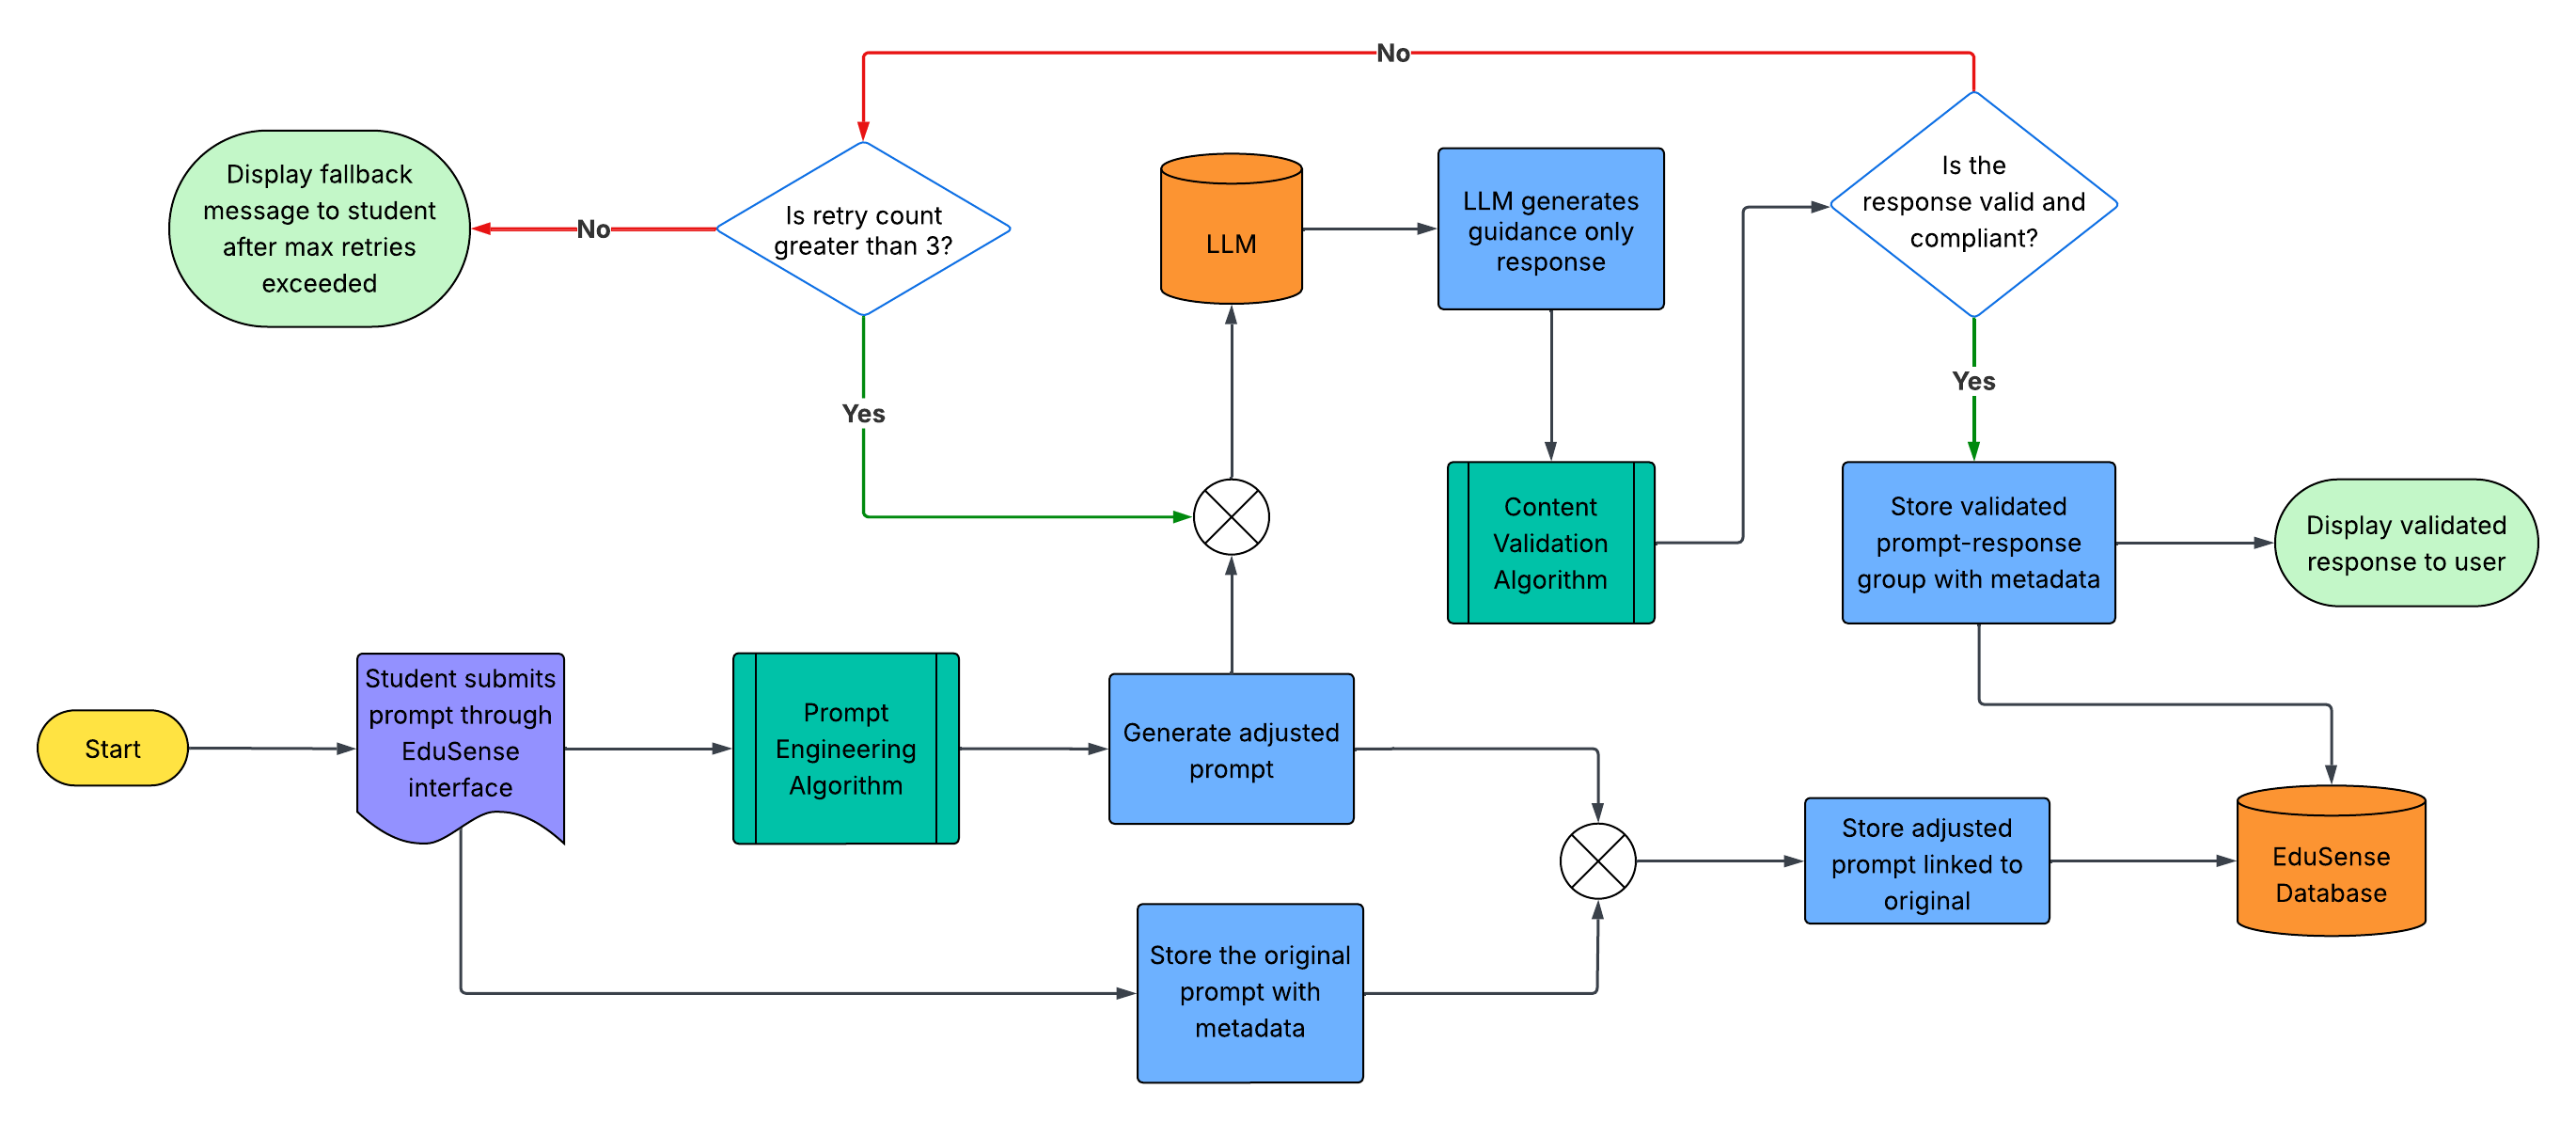 No
Display fallback
message to student
after max retries
exceeded
No
Is retry count
greater than 3?
Yes
LLM
LLM generates
guidance only
response
Is the
response valid and
compliant?
Yes
Content
Validation
Algorithm
Store validated
prompt-response
group with metadata
Display validated
response to user
Start
Student submits
prompt through
EduSense
interface
Prompt
Engineering
Algorithm
Generate adjusted
prompt
Store the original
prompt with
metadata
Store adjusted
prompt linked to
original
EduSense
Database